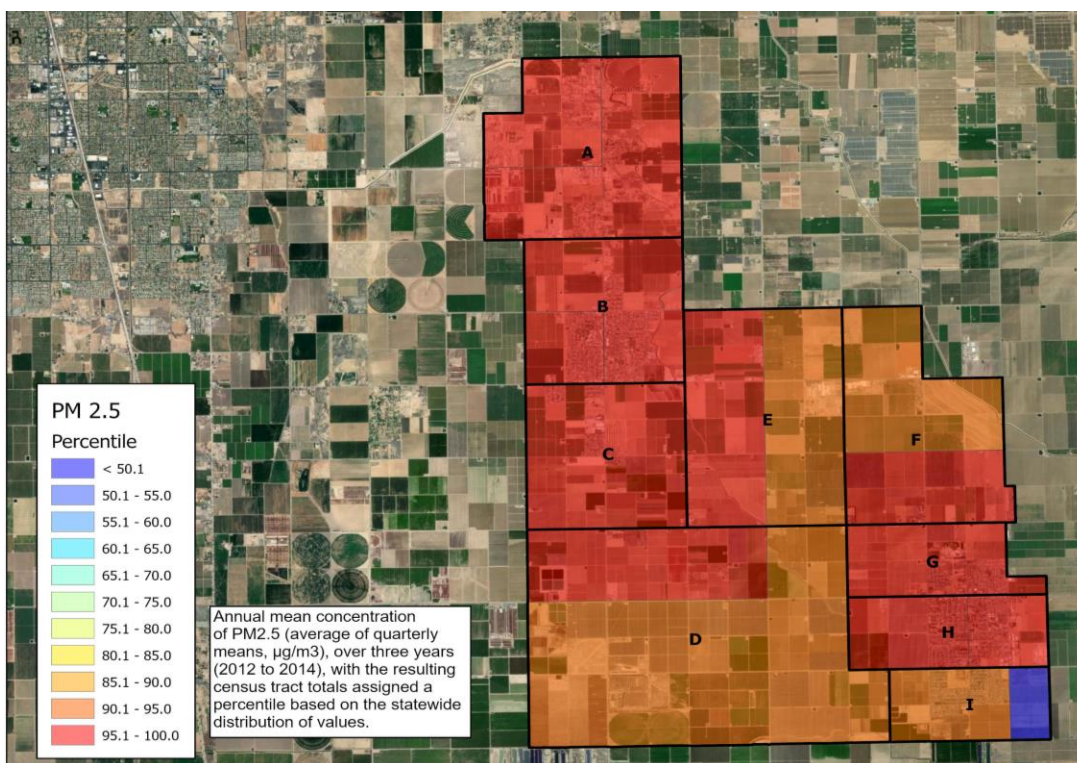 A
B
E
C
F
G
H
D
I
PM 2.5
Percentile
< 50.1
50.1 - 55.0
55.1 - 60.0
60.1 - 65.0
65.1 - 70.0
70.1 - 75.0
75.1 - 80.0
80.1 - 85.0
85.1 - 90.0
90.1 - 95.0
95.1 - 100.0
Annual mean concentration
of PM2.5 (average of quarterly
means, µg/m3), over three years
(2012 to 2014), with the resulting
census tract totals assigned a
percentile based on the statewide
distribution of values.